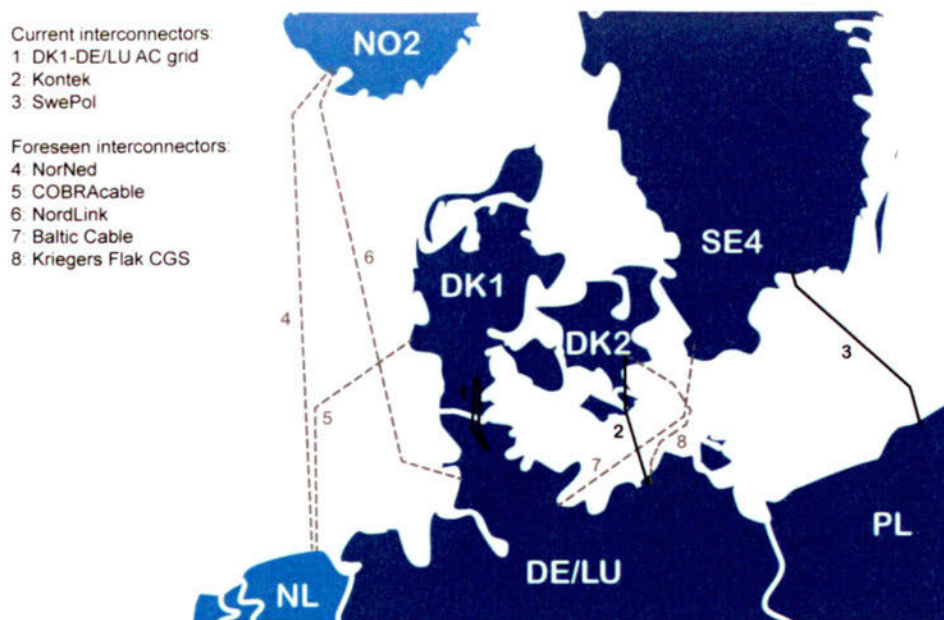 Current interconnectors:
1: DK1-DE/LU AC grid
2: Kontek
3: SwePol
Foreseen interconnectors:
4: NorNed
5: COBRAcable
6: NordLink
7: Baltic Cable
8: Kriegers Flak CGS
NO2
SE4
6
DK1
4
DK2
3
5
2
8
7
PL
DE/LU
NL